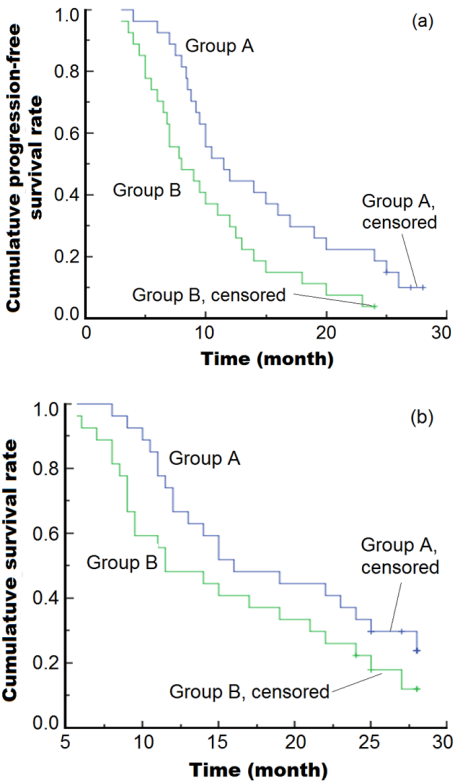 (a)
Cumulatuve progression-free
survival rate
1.0
0.8
0.6
0.4
0.2
0.0
Group A
Group B
Group A,
censored
Group B, censored
0
10
20
30
Time (month)
(b)
Cumulatuve survival rate
1.0
0.8
0.6
0.4
0.2
0.0
Group A
Group B
Group A,
censored
Group B, censored
5
10
15
20
25
30
Time (month)